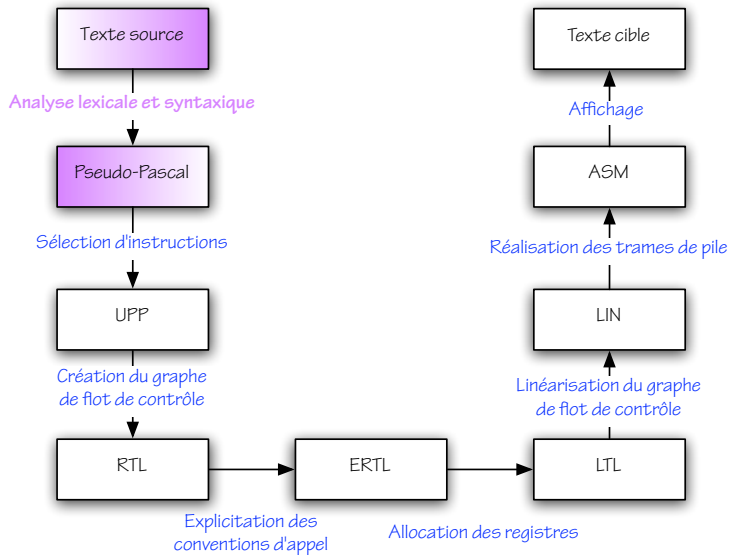 Texte source
Analyse lexicale et syntaxique
Pseudo-Pascal
Sélection d'instructions
UPP
Création du graphe
de flot de contrôle
RTL
Explicitation des
conventions d'appel
ERTL
Allocation des registres
LTL
Linéarisation du graphe
de flot de contrôle
LIN
Réalisation des trames de pile
ASM
Affichage
Texte cible